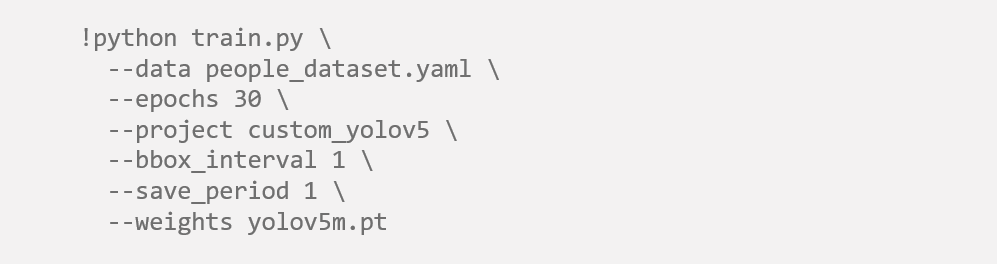 !python train.py \
--data people_dataset.yaml \
--epochs 30 \
--project custom_yolov5 \
--bbox_interval 1 \
--save_period 1 \
--weights yolov5m.pt